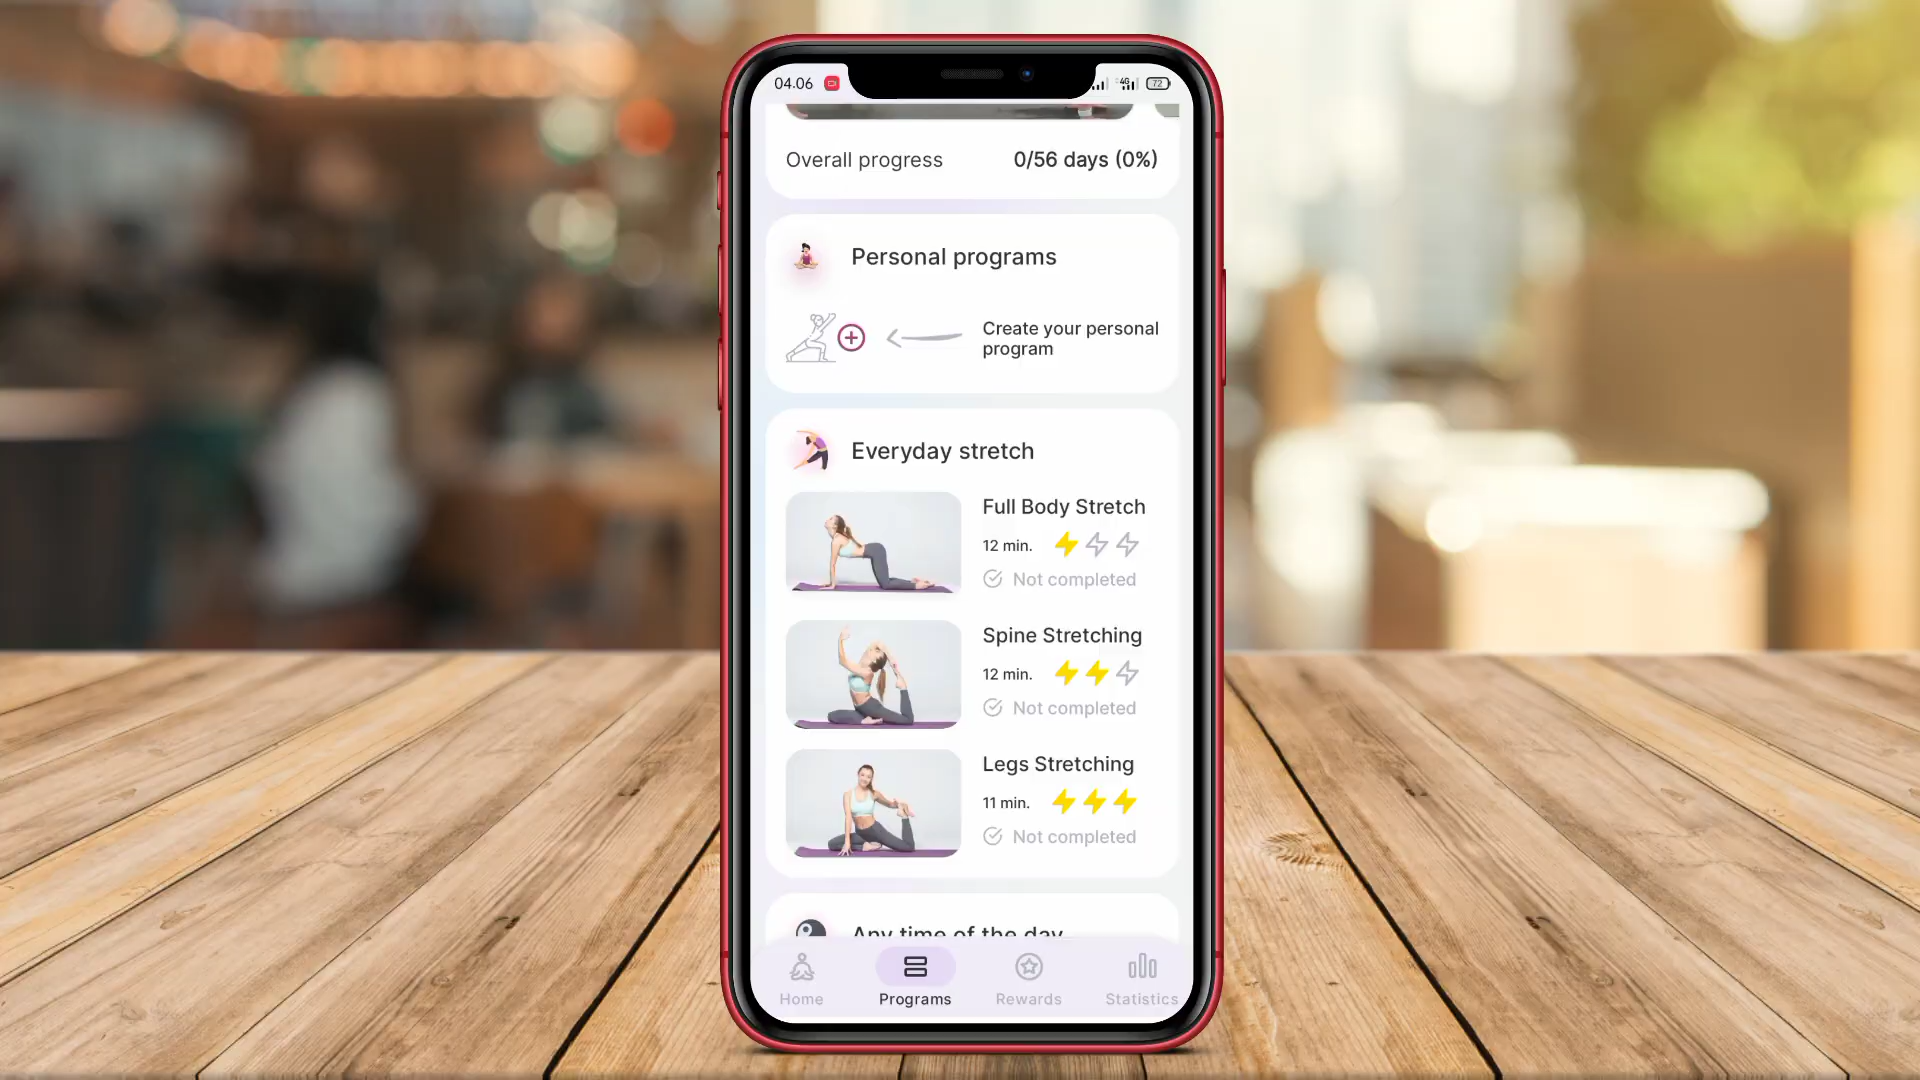 04.06
4G
72
Overall progress
0/56 days (0%)
Personal programs
Create your personal
program
Everyday stretch
Full Body Stretch
12 min.
Not completed
Spine Stretching
12 min.
Not completed
Legs Stretching
11 min.
Not completed
Any time of the day
Home
Programs
Rewards
Statistics